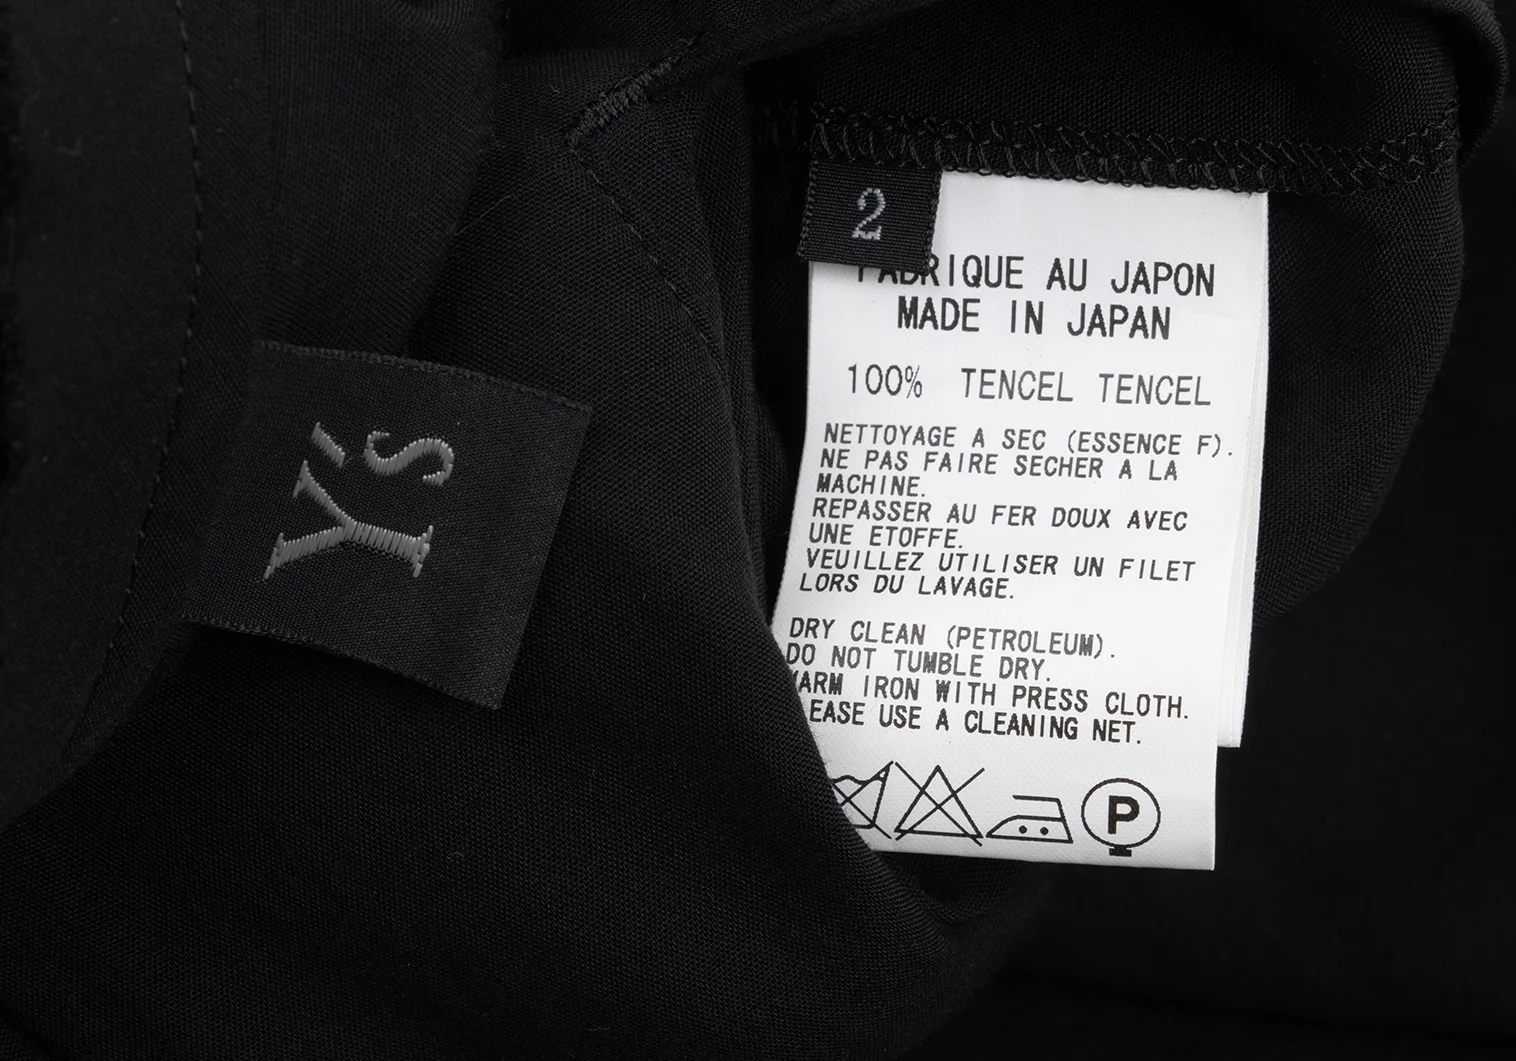 Y's
2
FABRIQUE AU JAPON
MADE IN JAPAN
100% TENCEL TENCEL
NETTOYAGE A SEC (ESSENCE F).
NE PAS FAIRE SECHER A LA
MACHINE.
REPASSER AU FER DOUX AVEC
UNE ETOFFE.
VEUILLEZ UTILISER UN FILET
LORS DU LAVAGE.
DRY CLEAN (PETROLEUM).
DO NOT TUMBLE DRY.
WARM IRON WITH PRESS CLOTH.
EASE USE A CLEANING NET.
P